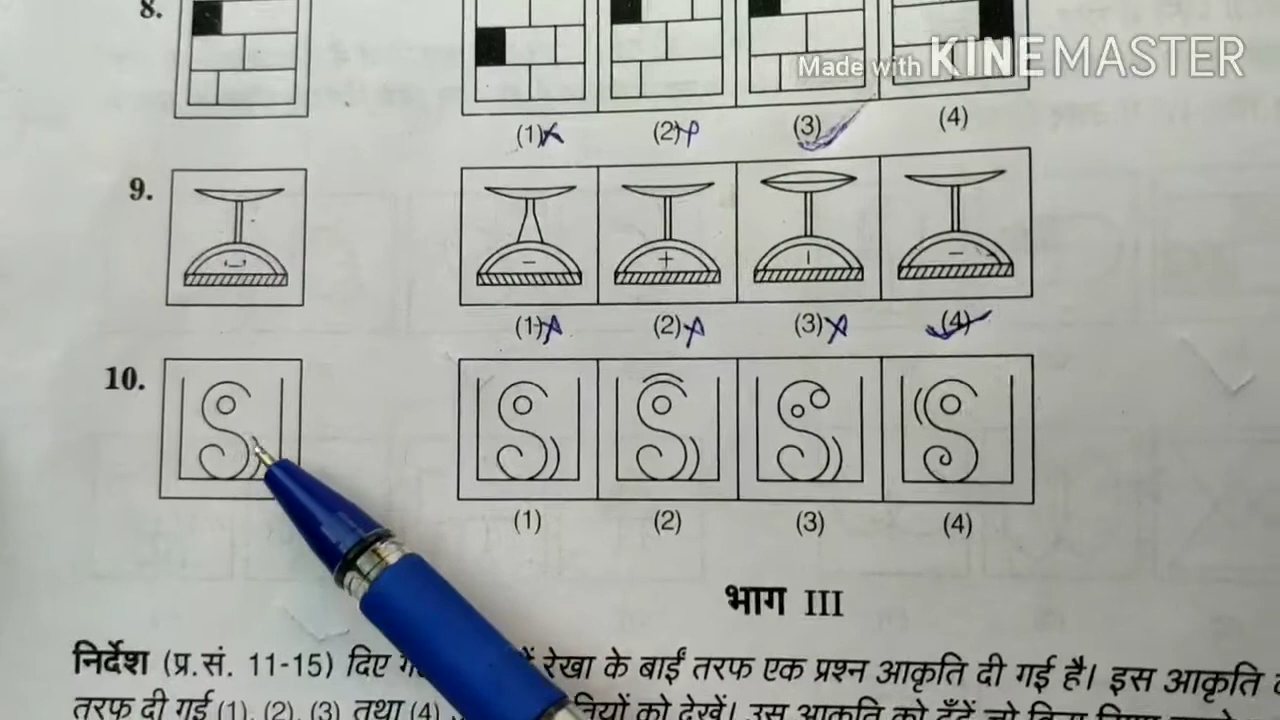 8.
Made with KINEMASTER
(1) (2) (3) (4)
9.
(1) (2) (3) (4)
10.
(1) (2) (3) (4)
भाग III
निर्देश (प्र.सं. 11-15) दिए रेखा के बाईं तरफ एक प्रश्न आकृति दी गई है। इस आकृति
तरफ दी गई (1), (2), (3) तथा (4) को देखें। उस आकृति को ढूँढें जो बिना